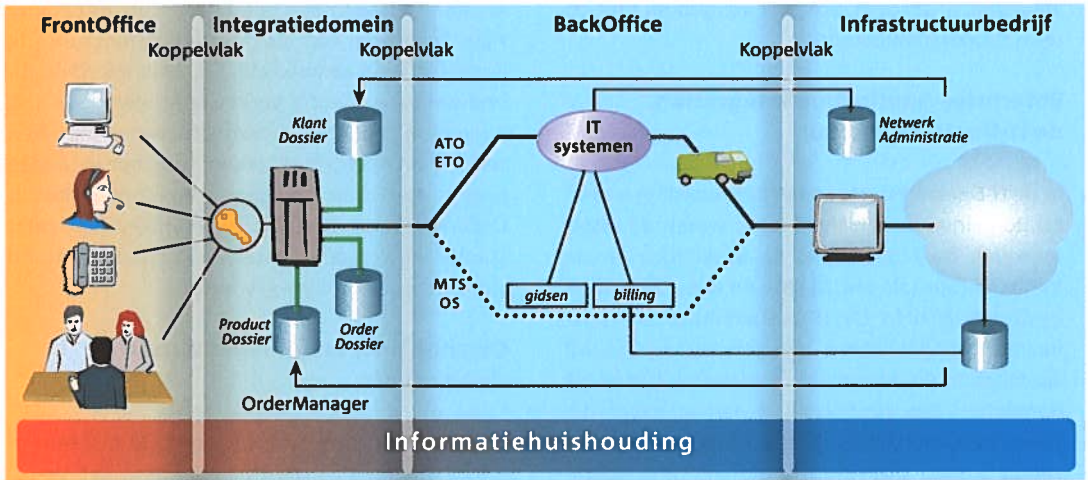 FrontOffice
Integratiedomein
BackOffice
Infrastructuurbedrijf
Koppelvlak
Koppelvlak
Koppelvlak
Klant
Dossier
ATO
ETO
IT
systemen
Netwerk
Administratie
MTS
OS
gidsen
billing
Product
Dossier
Order
Dossier
OrderManager
Informatiehuishouding